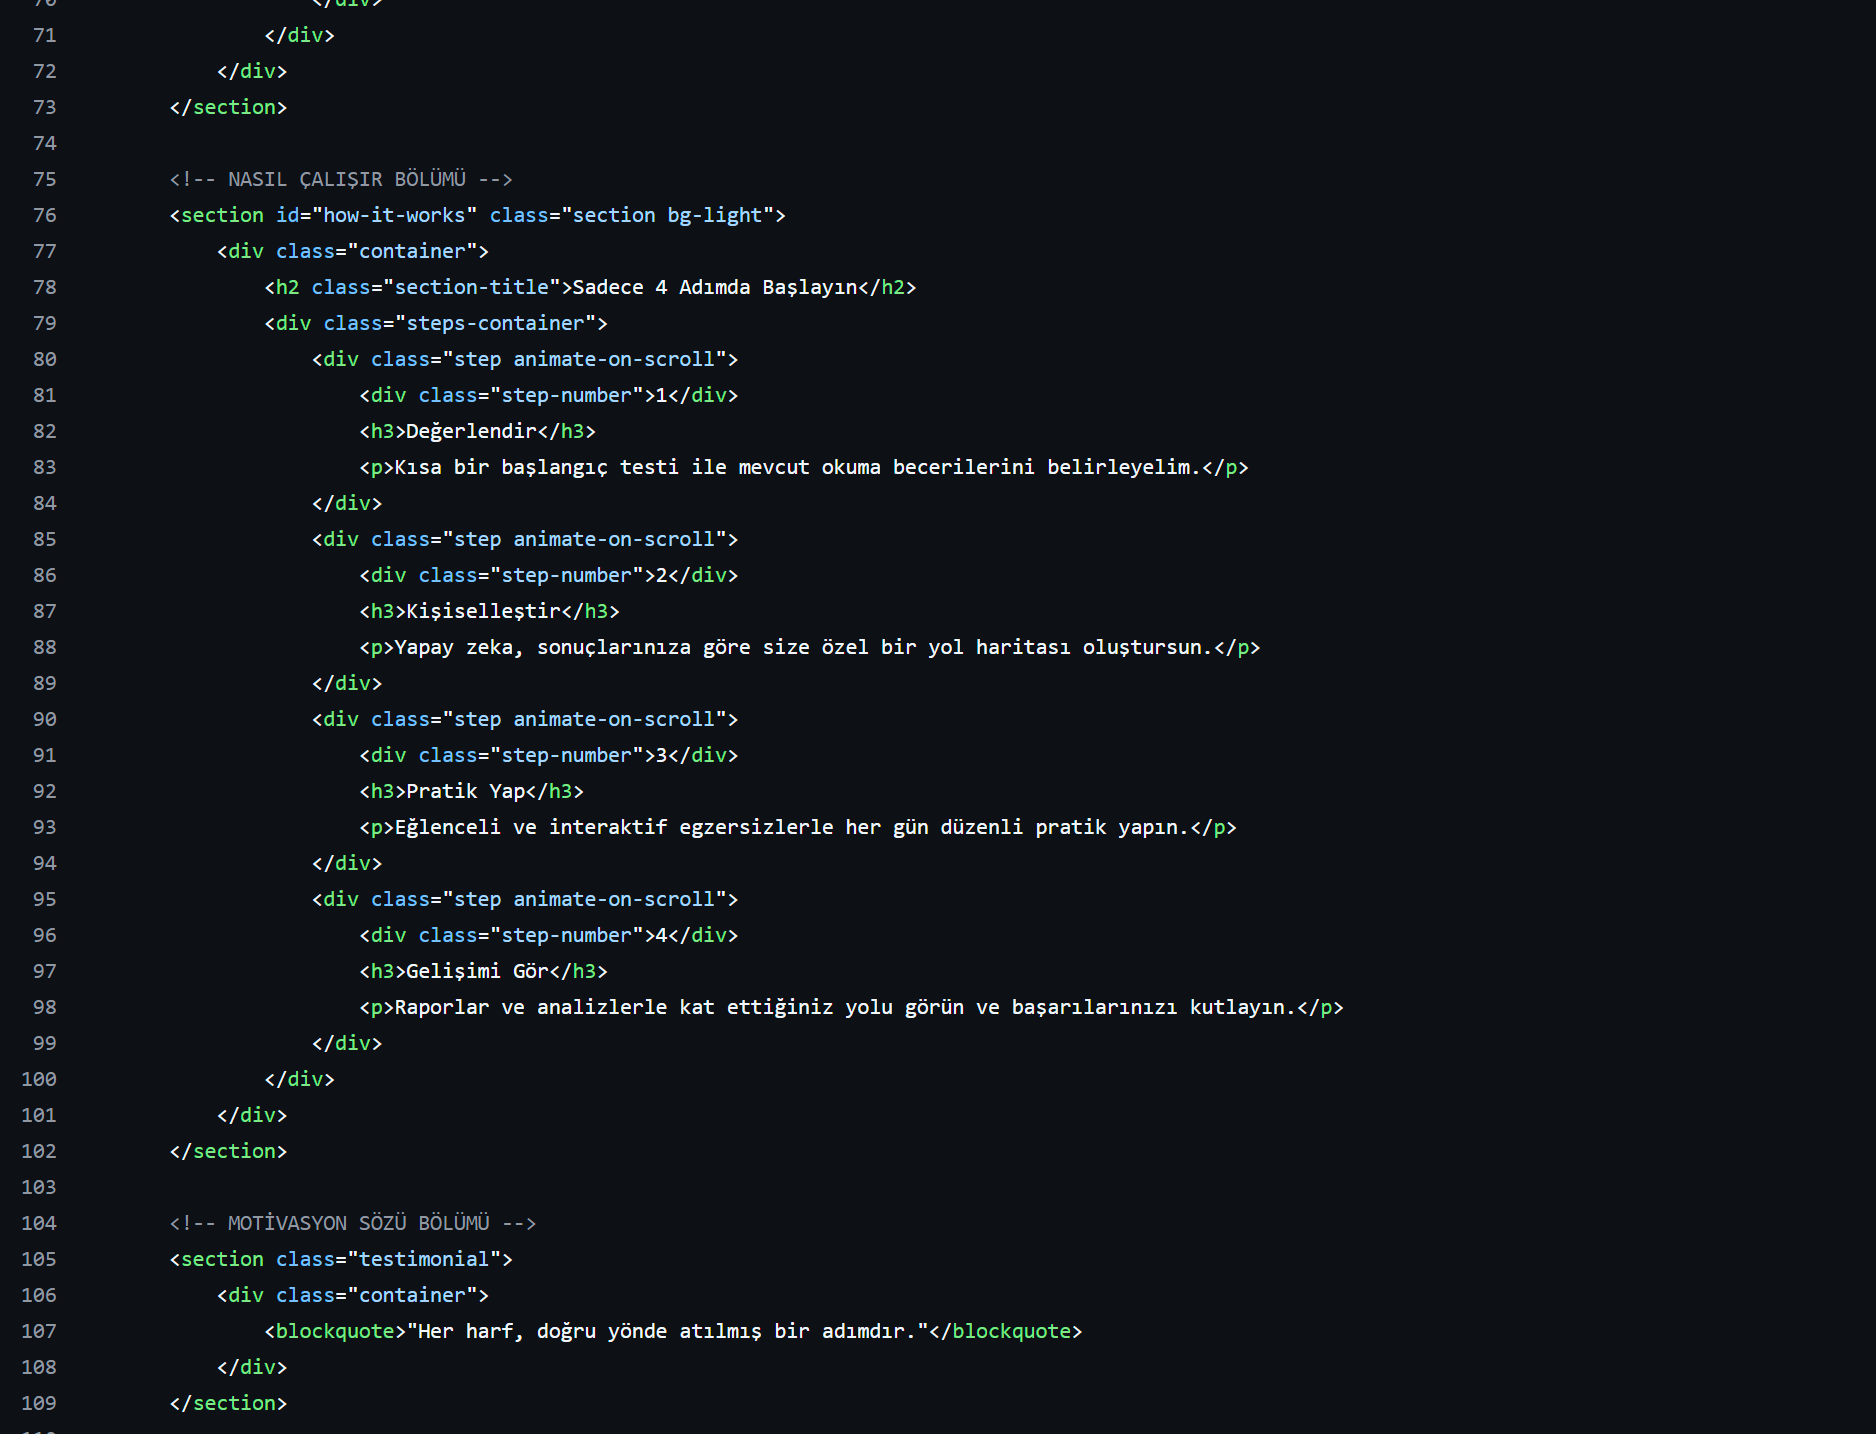 71                </div>
72            </div>
73        </section>
74
75        <!-- NASIL ÇALIŞIR BÖLÜMÜ -->
76        <section id="how-it-works" class="section bg-light">
77            <div class="container">
78                <h2 class="section-title">Sadece 4 Adımda Başlayın</h2>
79                <div class="steps-container">
80                    <div class="step animate-on-scroll">
81                        <div class="step-number">1</div>
82                        <h3>Değerlendir</h3>
83                        <p>Kısa bir başlangıç testi ile mevcut okuma becerilerini belirleyelim.</p>
84                    </div>
85                    <div class="step animate-on-scroll">
86                        <div class="step-number">2</div>
87                        <h3>Kişiselleştir</h3>
88                        <p>Yapay zeka, sonuçlarınıza göre size özel bir yol haritası oluştursun.</p>
89                    </div>
90                    <div class="step animate-on-scroll">
91                        <div class="step-number">3</div>
92                        <h3>Pratik Yap</h3>
93                        <p>Eğlenceli ve interaktif egzersizlerle her gün düzenli pratik yapın.</p>
94                    </div>
95                    <div class="step animate-on-scroll">
96                        <div class="step-number">4</div>
97                        <h3>Gelişimi Gör</h3>
98                        <p>Raporlar ve analizlerle kat ettiğiniz yolu görün ve başarılarınızı kutlayın.</p>
99                    </div>
100                </div>
101            </div>
102        </section>
103
104        <!-- MOTİVASYON SÖZÜ BÖLÜMÜ -->
105        <section class="testimonial">
106            <div class="container">
107                <blockquote>"Her harf, doğru yönde atılmış bir adımdır."</blockquote>
108            </div>
109        </section>